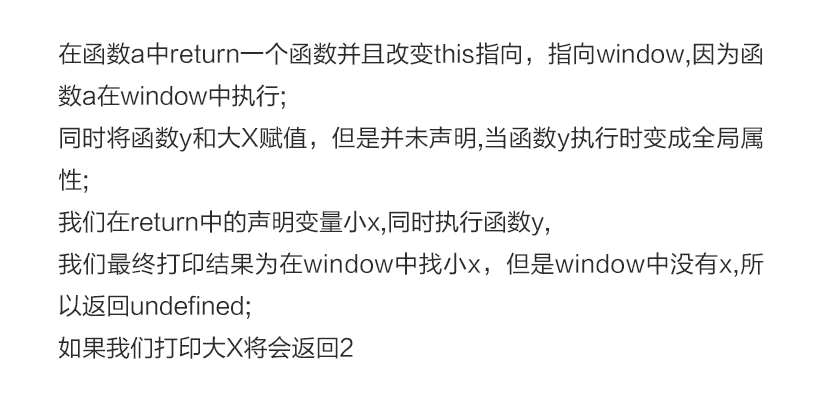 在函数a中return一个函数并且改变this指向，指向window,因为函
数a在window中执行;
同时将函数y和大X赋值，但是并未声明,当函数y执行时变成全局属
性;
我们在return中的声明变量小x,同时执行函数y,
我们最终打印结果为在window中找小x，但是window中没有x,所
以返回undefined;
如果我们打印大X将会返回2